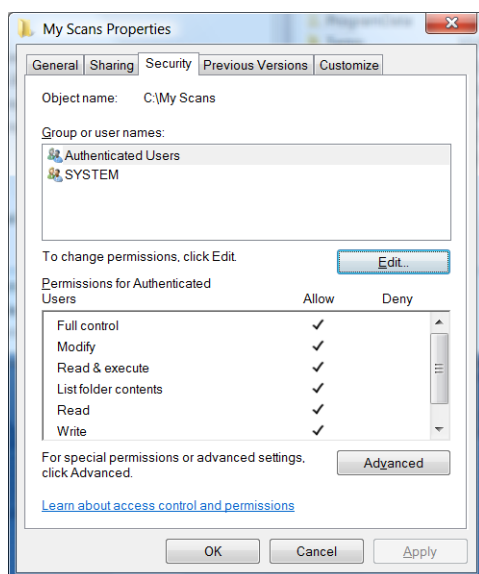 My Scans Properties
General Sharing Security Previous Versions Customize
Object name: C:\My Scans
Group or user names:
Authenticated Users
SYSTEM
To change permissions, click Edit.
Edit...
Permissions for Authenticated
Users Allow Deny
Full control
Modify
Read & execute
List folder contents
Read
Write
For special permissions or advanced settings,
click Advanced.
Advanced
Learn about access control and permissions
OK Cancel Apply